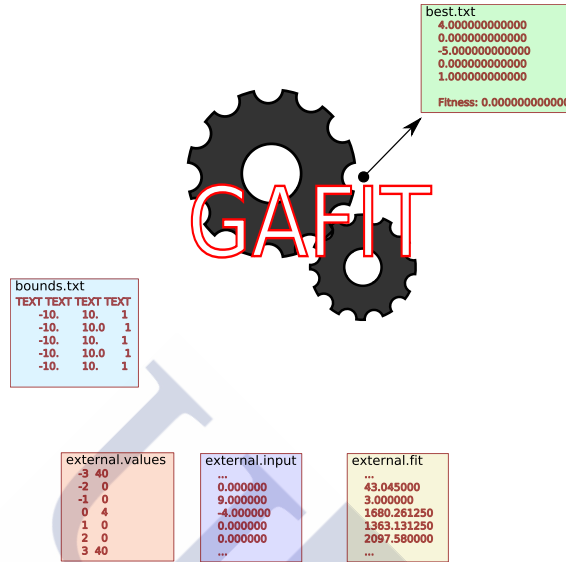 best.txt
4.000000000000
0.000000000000
-5.000000000000
0.000000000000
1.000000000000
Fitness: 0.000000000000
GAFIT
bounds.txt
TEXT TEXT TEXT TEXT
-10. 10. 1
-10. 10.0 1
-10. 10. 1
-10. 10.0 1
-10. 10. 1
external.values
-3 40
-2 0
-1 0
0 4
1 0
2 0
3 40
external.input
...
0.000000
9.000000
-4.000000
0.000000
0.000000
...
external.fit
...
43.045000
3.000000
1680.261250
1363.131250
2097.580000
...